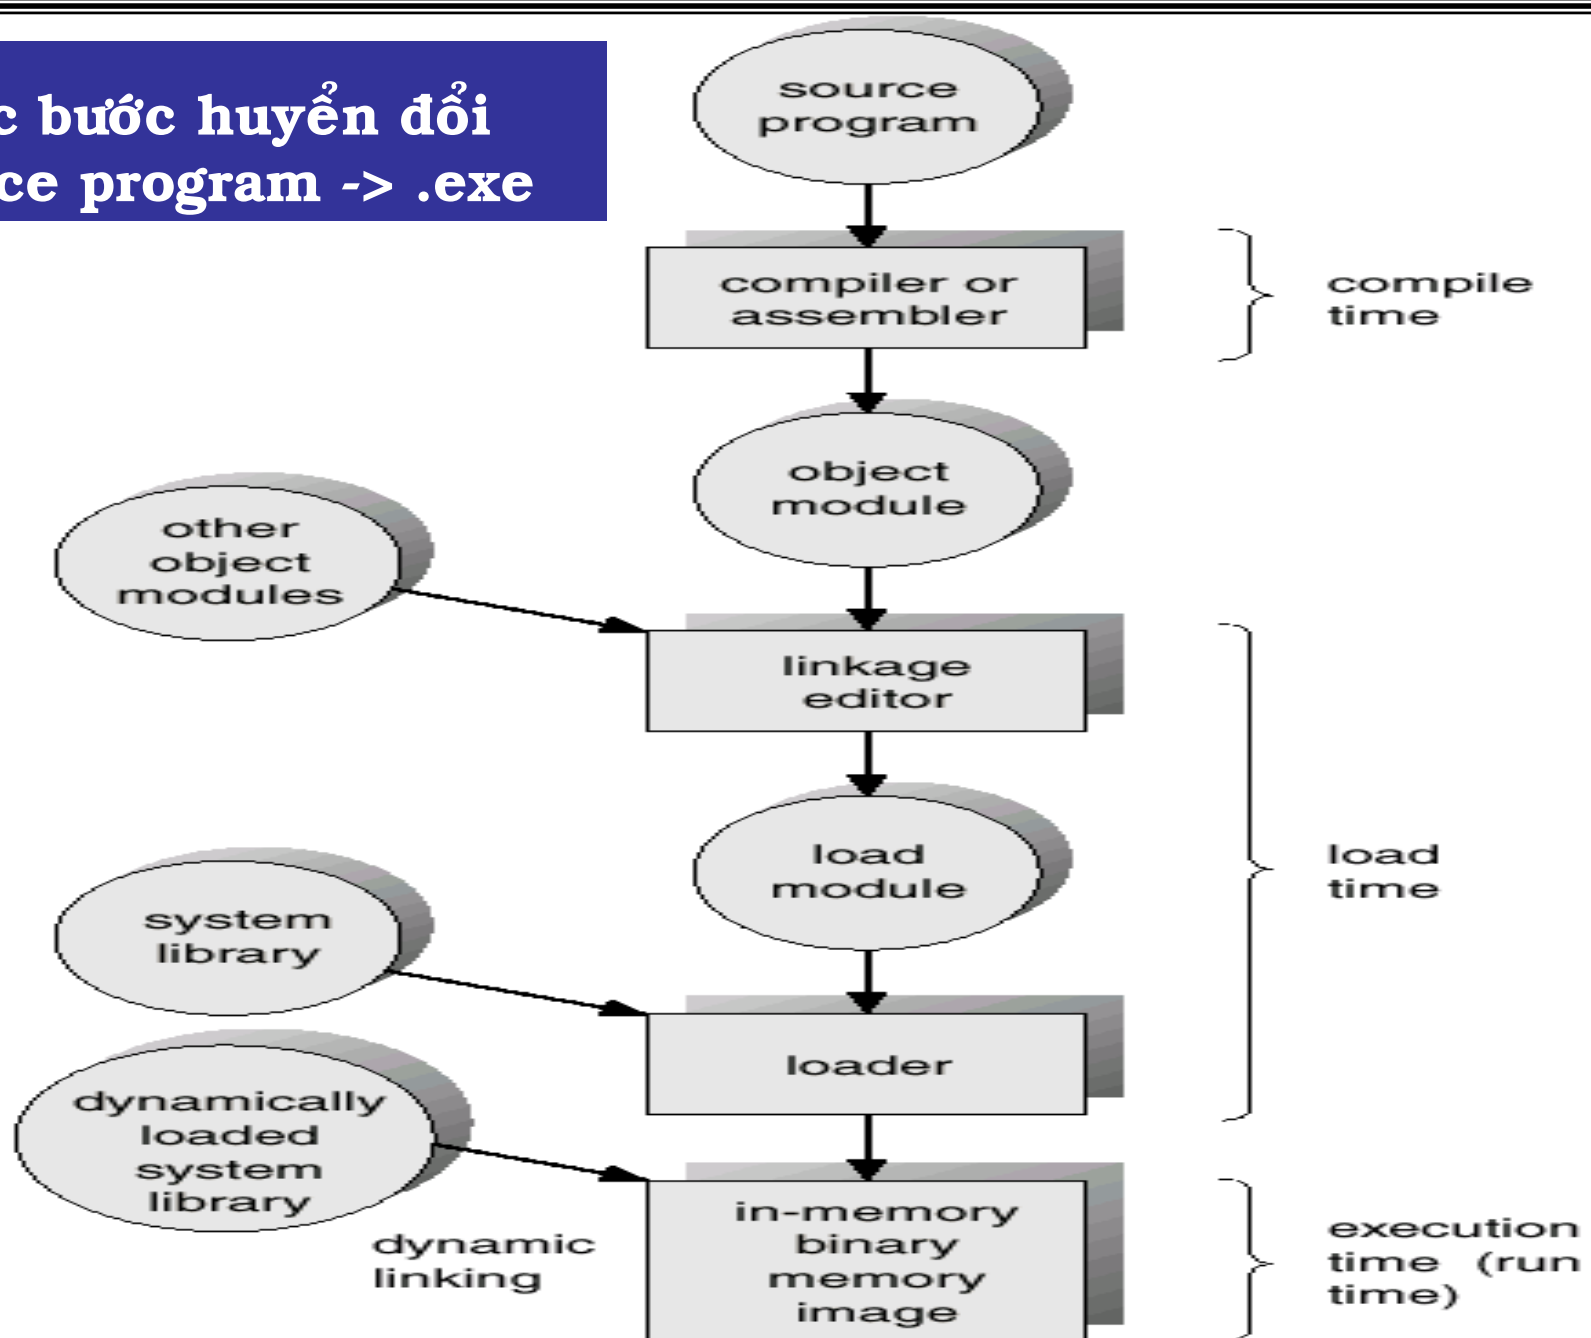 c bước huyển đổi
ce program -> .exe
source
program
compiler or
assembler
compile
time
object
module
other
object
modules
linkage
editor
load
module
load
time
system
library
loader
dynamically
loaded
system
library
dynamic
linking
in-memory
binary
memory
image
execution
time (run
time)